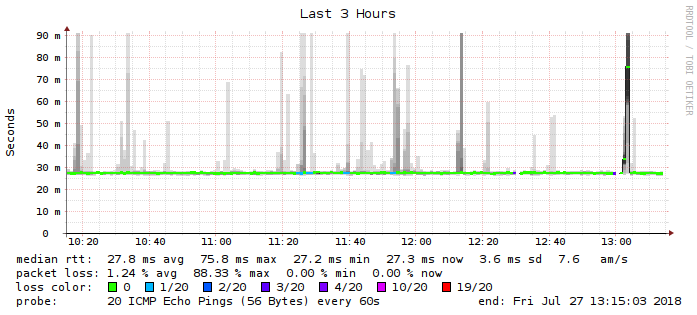 Last 3 Hours
RRDTOOL / TOBI OETIKER
Seconds
90 m
80 m
70 m
60 m
50 m
40 m
30 m
20 m
10 m
0
10:20 10:40 11:00 11:20 11:40 12:00 12:20 12:40 13:00
median rtt: 27.8 ms avg 75.8 ms max 27.2 ms min 27.3 ms now 3.6 ms sd 7.6 am/s
packet loss: 1.24 % avg 88.33 % max 0.00 % min 0.00 % now
loss color: 0 1/20 2/20 3/20 4/20 10/20 19/20
probe: 20 ICMP Echo Pings (56 Bytes) every 60s end: Fri Jul 27 13:15:03 2018